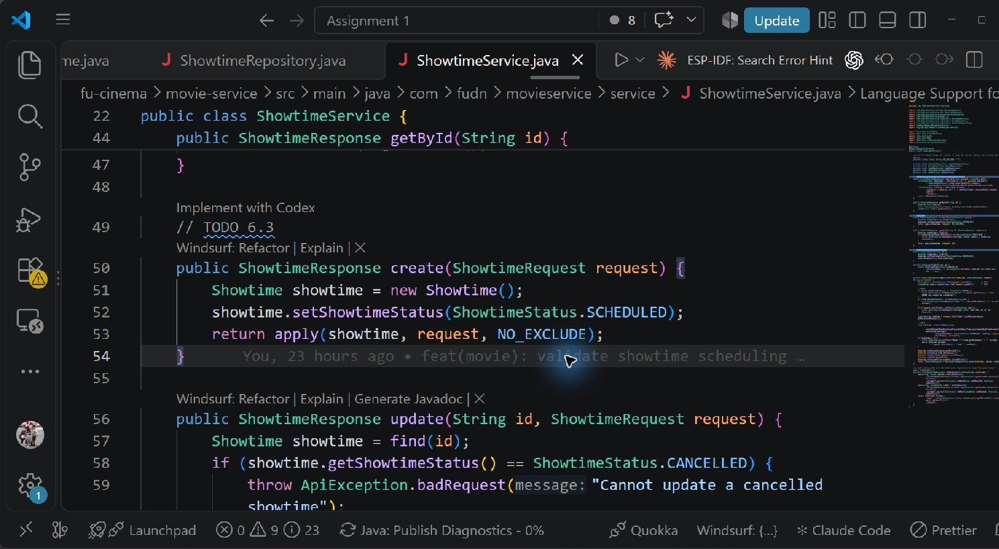 Assignment 1
8
Update
me.java
ShowtimeRepository.java
ShowtimeService.java
ESP-IDF: Search Error Hint
fu-cinema > movie-service > src > main > java > com > fudn > movieservice > service > ShowtimeService.java > Language Support fo
22 public class ShowtimeService {
44 public ShowtimeResponse getById(String id) {
47 }
48
Implement with Codex
49 // TODO 6.3
Windsurf: Refactor | Explain | ×
50 public ShowtimeResponse create(ShowtimeRequest request) {
51 Showtime showtime = new Showtime();
52 showtime.setShowtimeStatus(ShowtimeStatus.SCHEDULED);
53 return apply(showtime, request, NO_EXCLUDE);
54 } You, 23 hours ago • feat(movie): validate showtime scheduling …
55
Windsurf: Refactor | Explain | Generate Javadoc | ×
56 public ShowtimeResponse update(String id, ShowtimeRequest request) {
57 Showtime showtime = find(id);
58 if (showtime.getShowtimeStatus() == ShowtimeStatus.CANCELLED) {
59 throw ApiException.badRequest(message: "Cannot update a cancelled
showtime");
1
Launchpad
0 9 23
Java: Publish Diagnostics - 0%
Quokka
Windsurf: {...}
Claude Code
Prettier